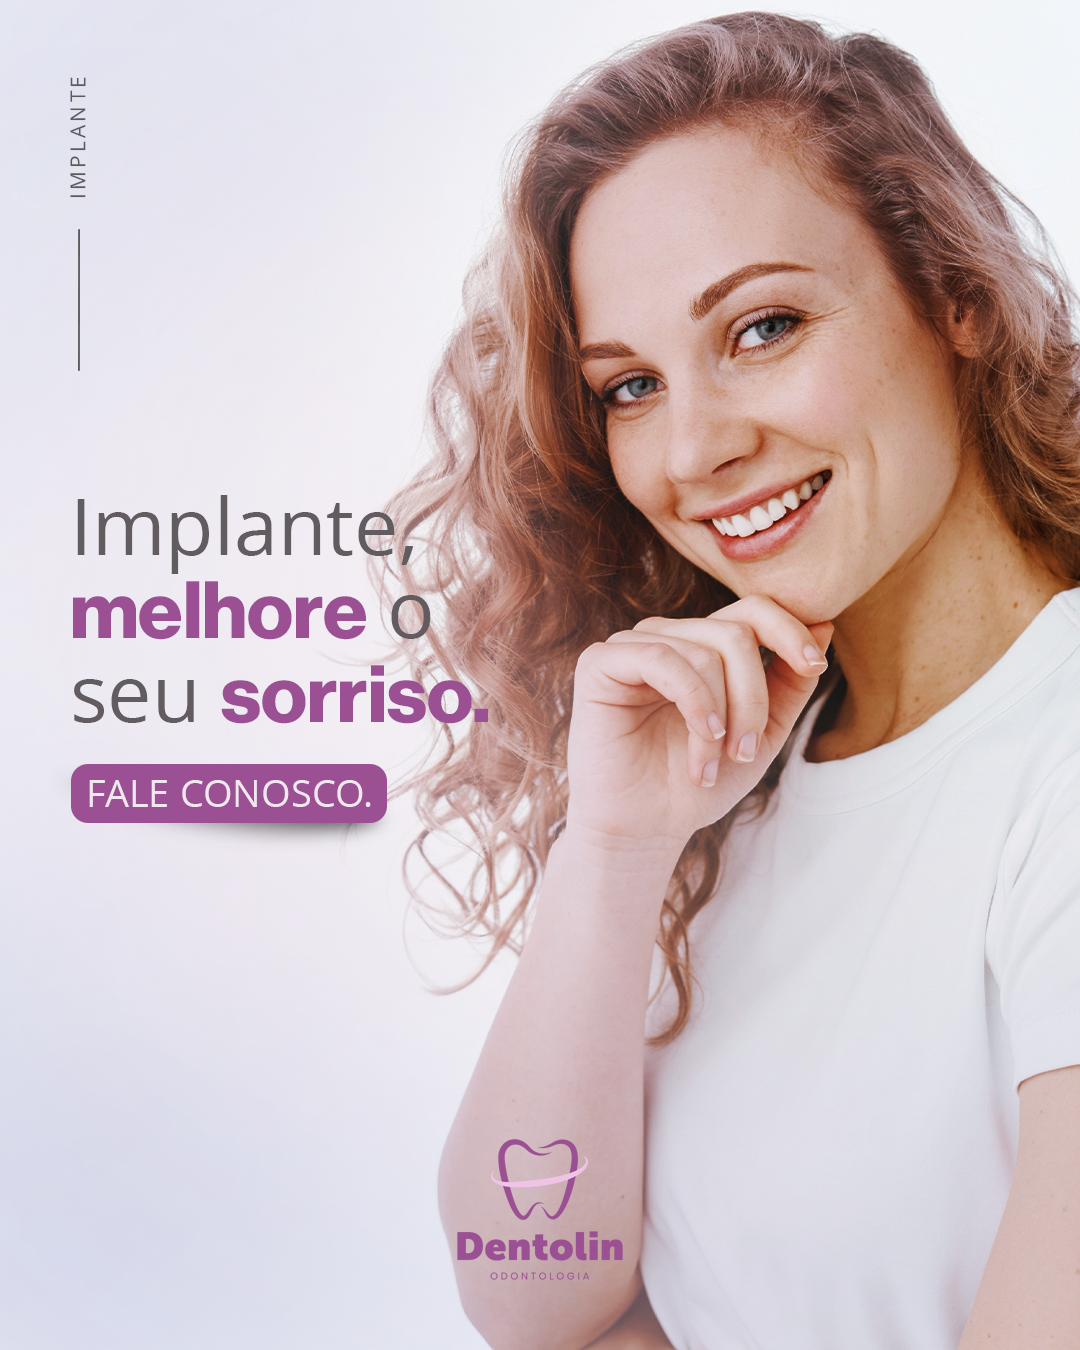 IMPLANTE
Implante,
melhore o
seu sorriso.
FALE CONOSCO.
Dentolin
ODONTOLOGIA